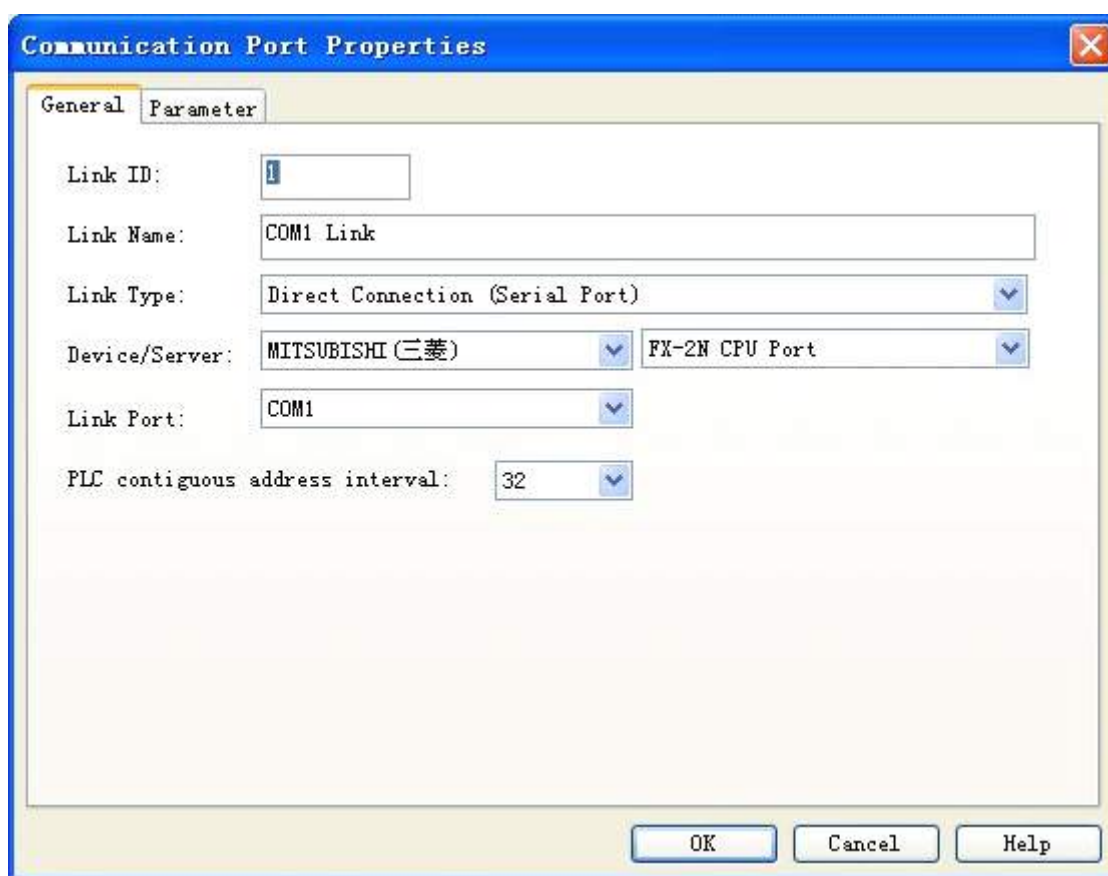 Communication Port Properties
General Parameter
Link ID: 1
Link Name: COM1 Link
Link Type: Direct Connection (Serial Port)
Device/Server: MITSUBISHI(三菱) FX-2N CPU Port
Link Port: COM1
PLC contiguous address interval: 32
OK Cancel Help